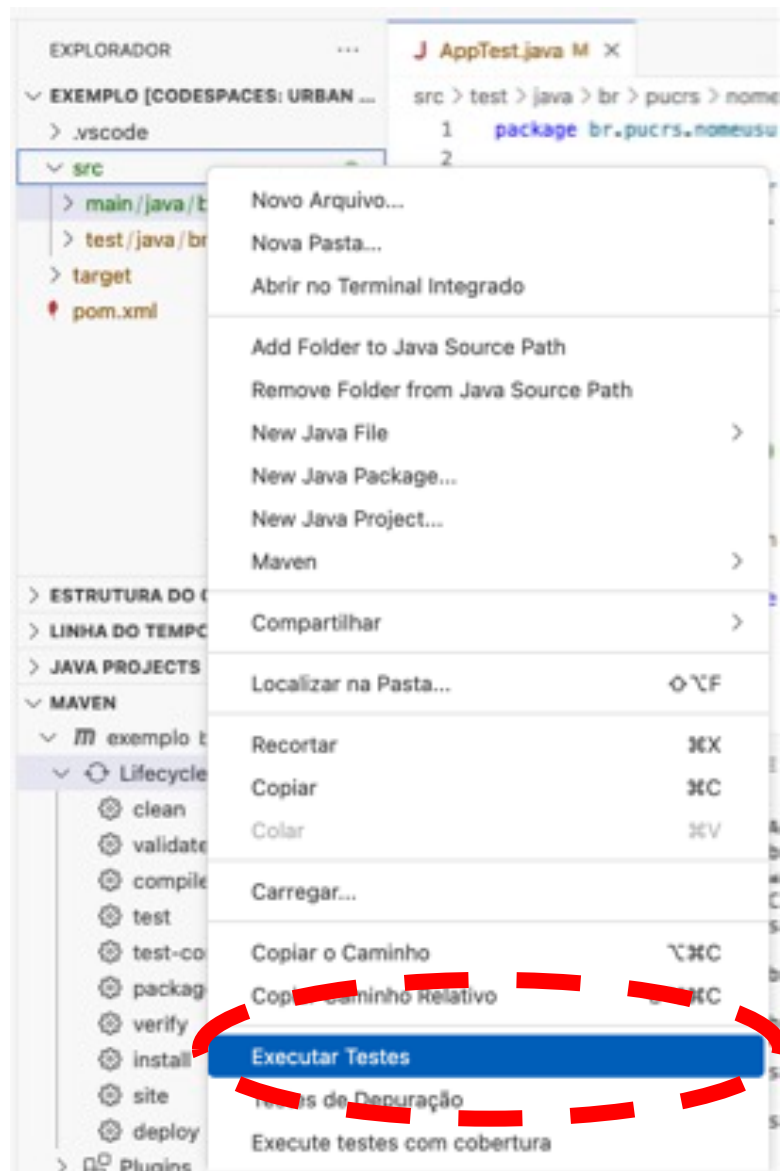 EXPLORADOR
EXEMPLO [CODESPACES: URBAN ...
.vscode
src
main/java/b
test/java/br
target
pom.xml
ESTRUTURA DO
LINHA DO TEMPO
JAVA PROJECTS
MAVEN
exemplo
Lifecycle
clean
validate
compile
test
test-co
packag
verify
install
site
deploy
Plugins
AppTest.java M ×
src > test > java > br > pucrs > nome
1 package br.pucrs.nomeusu
2
Novo Arquivo...
Nova Pasta...
Abrir no Terminal Integrado
Add Folder to Java Source Path
Remove Folder from Java Source Path
New Java File
New Java Package...
New Java Project...
Maven
Compartilhar
Localizar na Pasta... ⇧⌥F
Recortar ⌘X
Copiar ⌘C
Colar ⌘V
Carregar...
Copiar o Caminho ⌥⌘C
Copiar Caminho Relativo ⌘C
Executar Testes
Testes de Depuração
Execute testes com cobertura